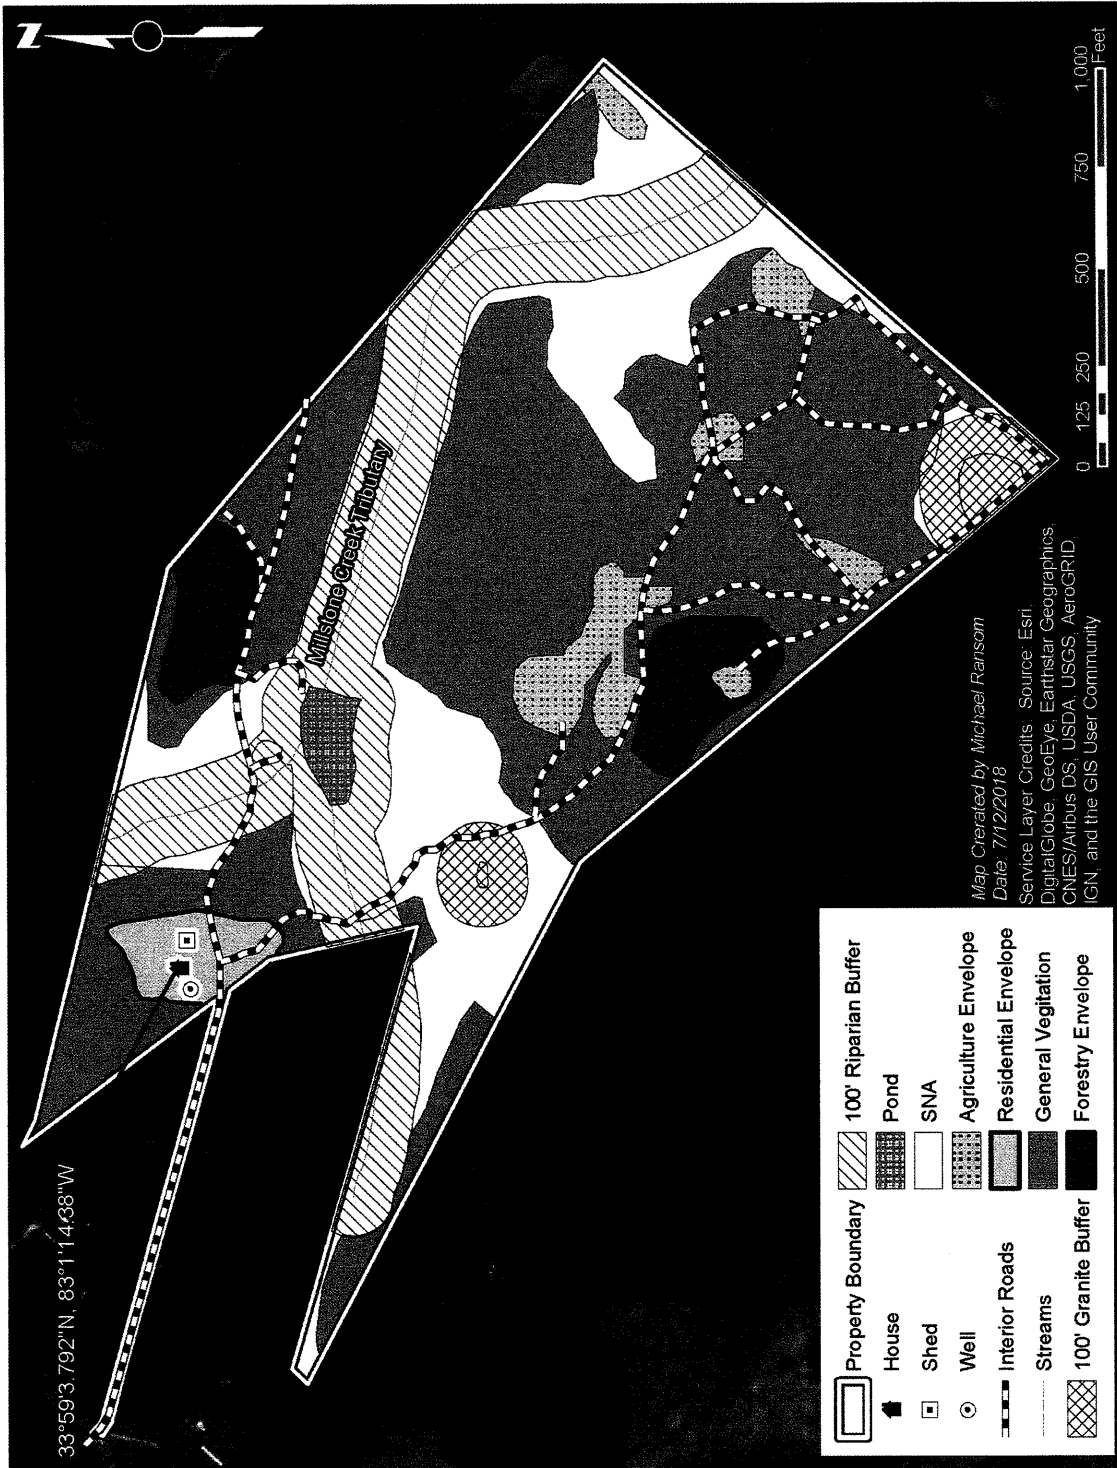 33°59'3.792"N, 83°1'14.38"W
N
Millstone Creek Tributary
0 125 250 500 750 1,000
Feet
Map Crerated by Michael Ransom
Date: 7/12/2018
Service Layer Credits: Source: Esri,
DigitalGlobe, GeoEye, Earthstar Geographics,
CNES/Airbus DS, USDA, USGS, AeroGRID,
IGN, and the GIS User Community
Property Boundary
House
Shed
Well
Interior Roads
Streams
100' Granite Buffer
100' Riparian Buffer
Pond
SNA
Agriculture Envelope
Residential Envelope
General Vegitation
Forestry Envelope